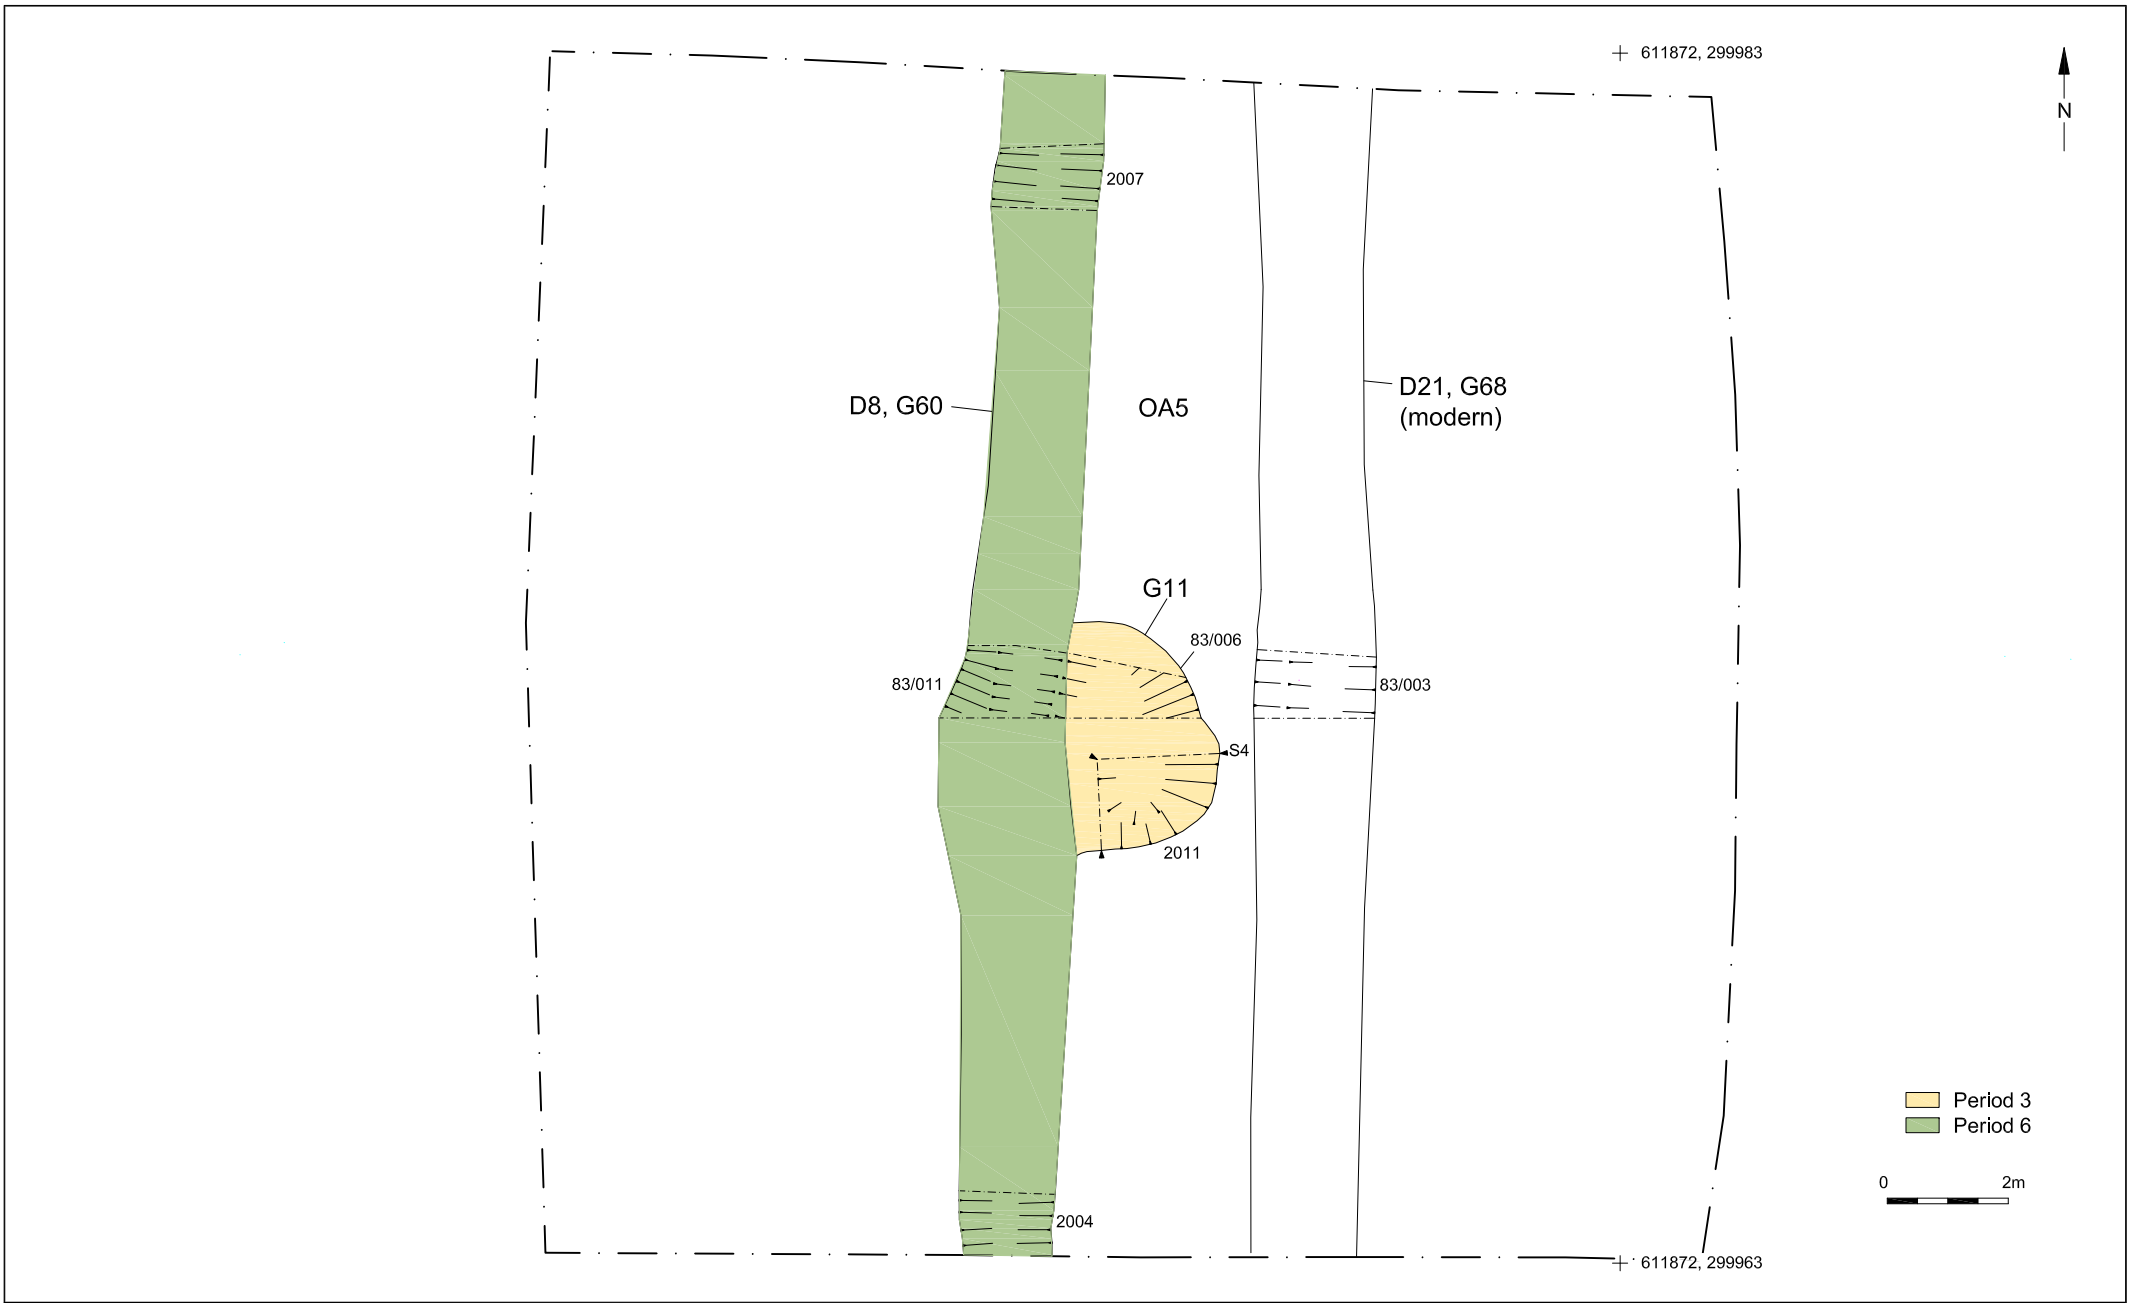 611872, 299983
N
2007
D8, G60
OA5
D21, G68
(modern)
G11
83/006
83/011
83/003
S4
2011
Period 3
Period 6
0 2m
2004
611872, 299963